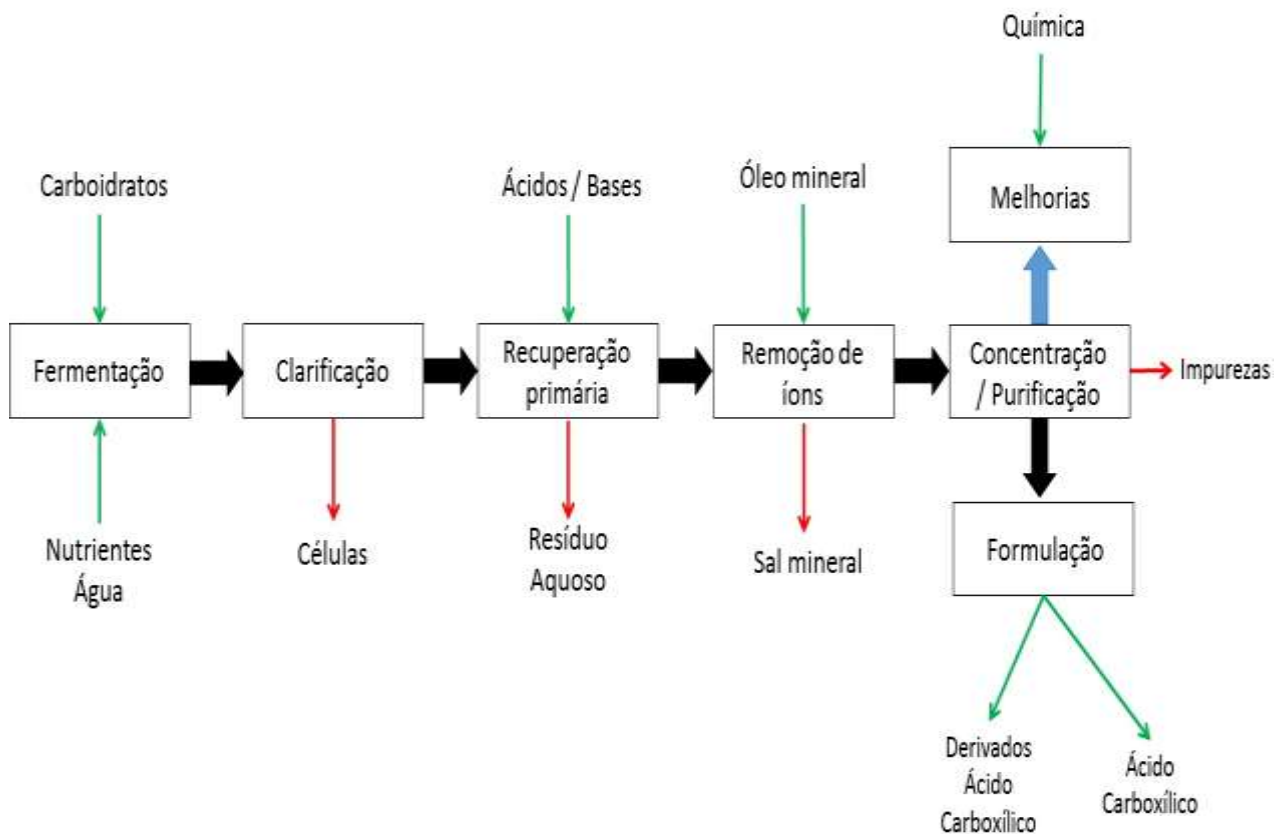 Química
Carboidratos
Ácidos / Bases
Óleo mineral
Melhorias
Fermentação
Clarificação
Recuperação
primária
Remoção de
íons
Concentração
/ Purificação
Impurezas
Nutrientes
Água
Células
Resíduo
Aquoso
Sal mineral
Formulação
Derivados
Ácido
Carboxílico
Ácido
Carboxílico